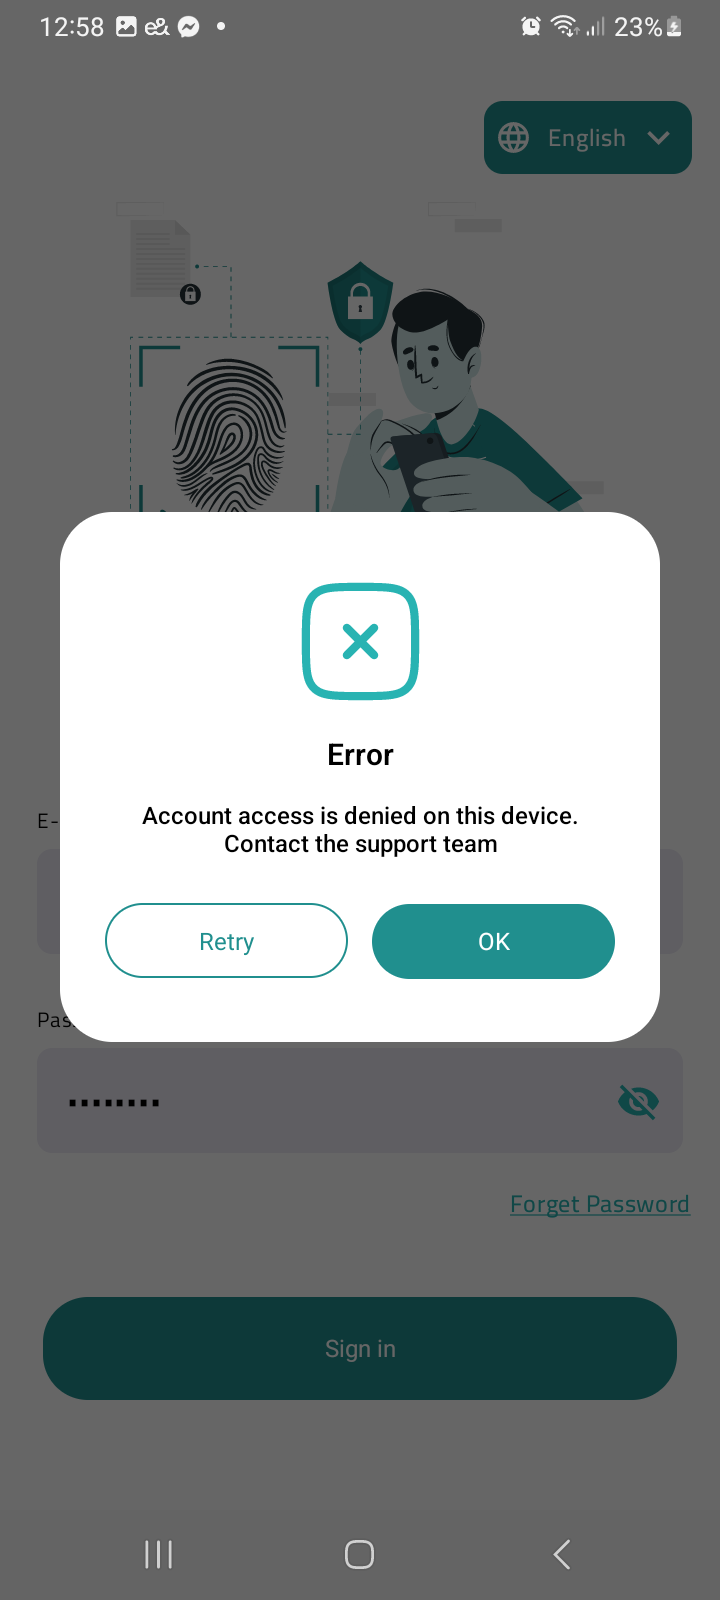 12:58 e& 23%
English
Error
Account access is denied on this device.
Contact the support team
E-
Retry OK
Pas
Forget Password
Sign in